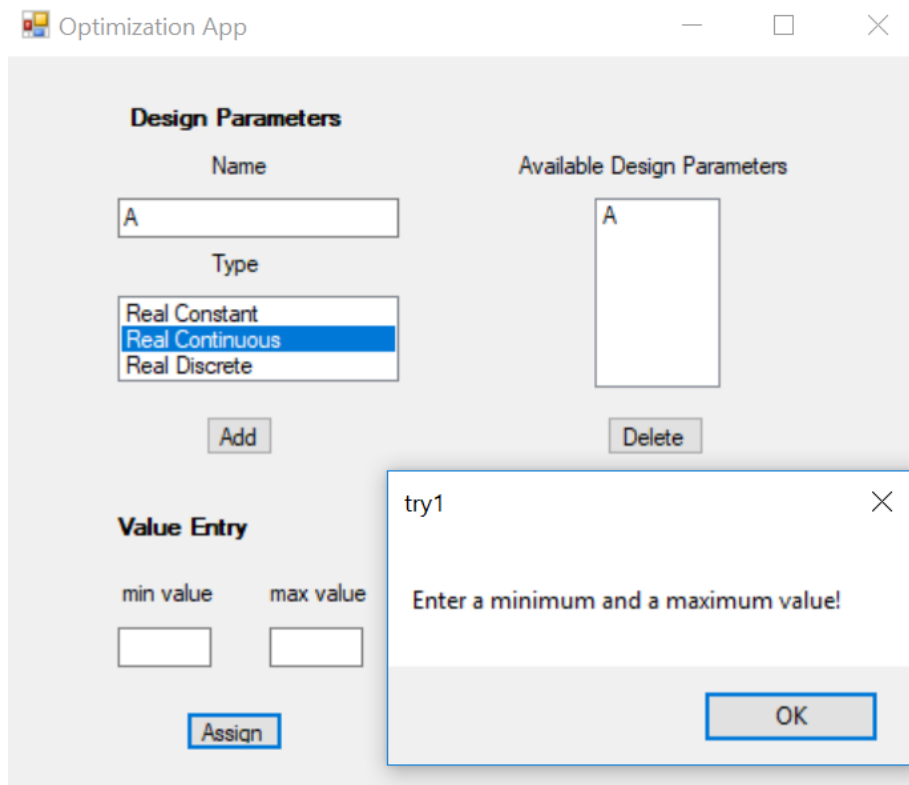 Optimization App
Design Parameters
Name
Available Design Parameters
A
A
Type
Real Constant
Real Continuous
Real Discrete
Add
Delete
try1
Value Entry
min value
max value
Enter a minimum and a maximum value!
OK
Assign